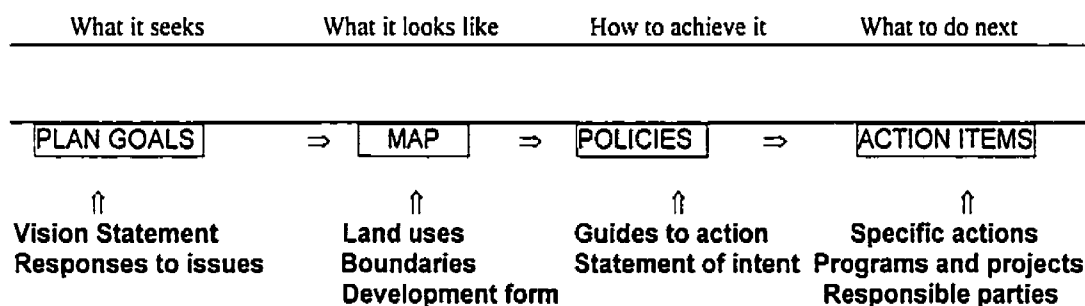 What it seeks What it looks like How to achieve it What to do next
PLAN GOALS ⇒ MAP ⇒ POLICIES ⇒ ACTION ITEMS
⇑ ⇑ ⇑ ⇑
Vision Statement Land uses Guides to action Specific actions
Responses to issues Boundaries Statement of intent Programs and projects
Development form Responsible parties